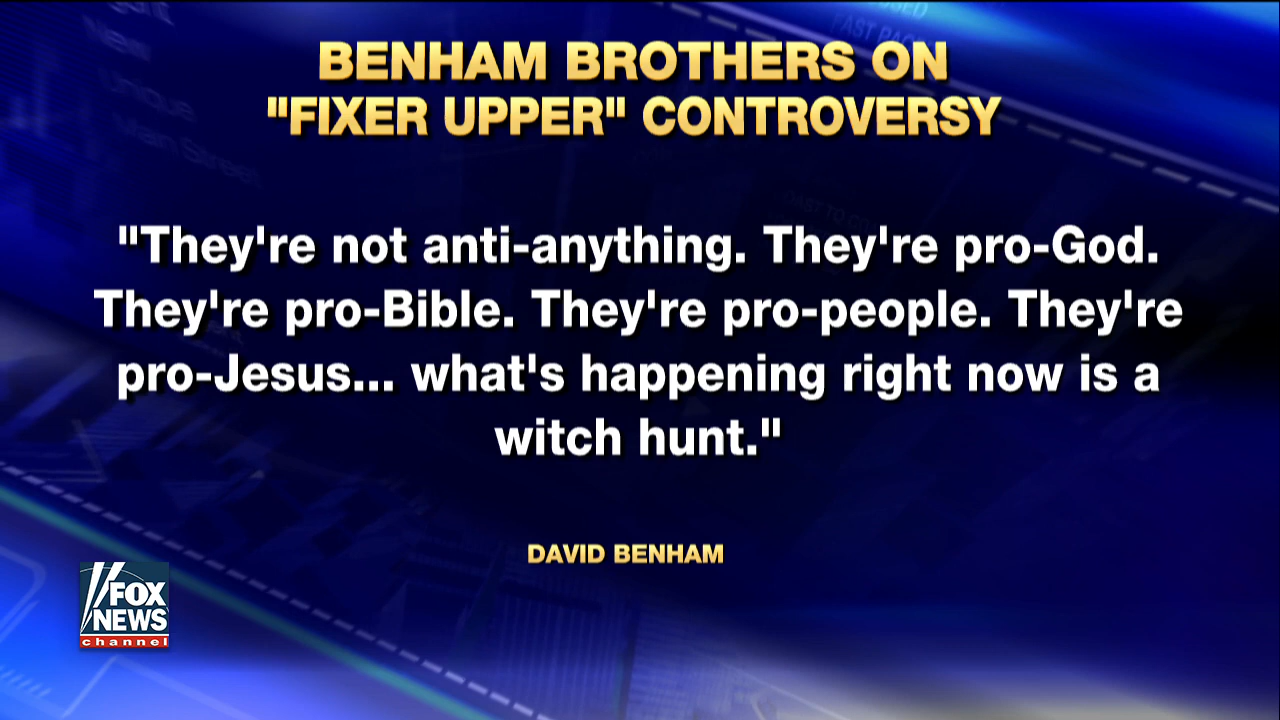 BENHAM BROTHERS ON
"FIXER UPPER" CONTROVERSY
"They're not anti-anything. They're pro-God.
They're pro-Bible. They're pro-people. They're
pro-Jesus... what's happening right now is a
witch hunt."
DAVID BENHAM
FOX
NEWS
channel